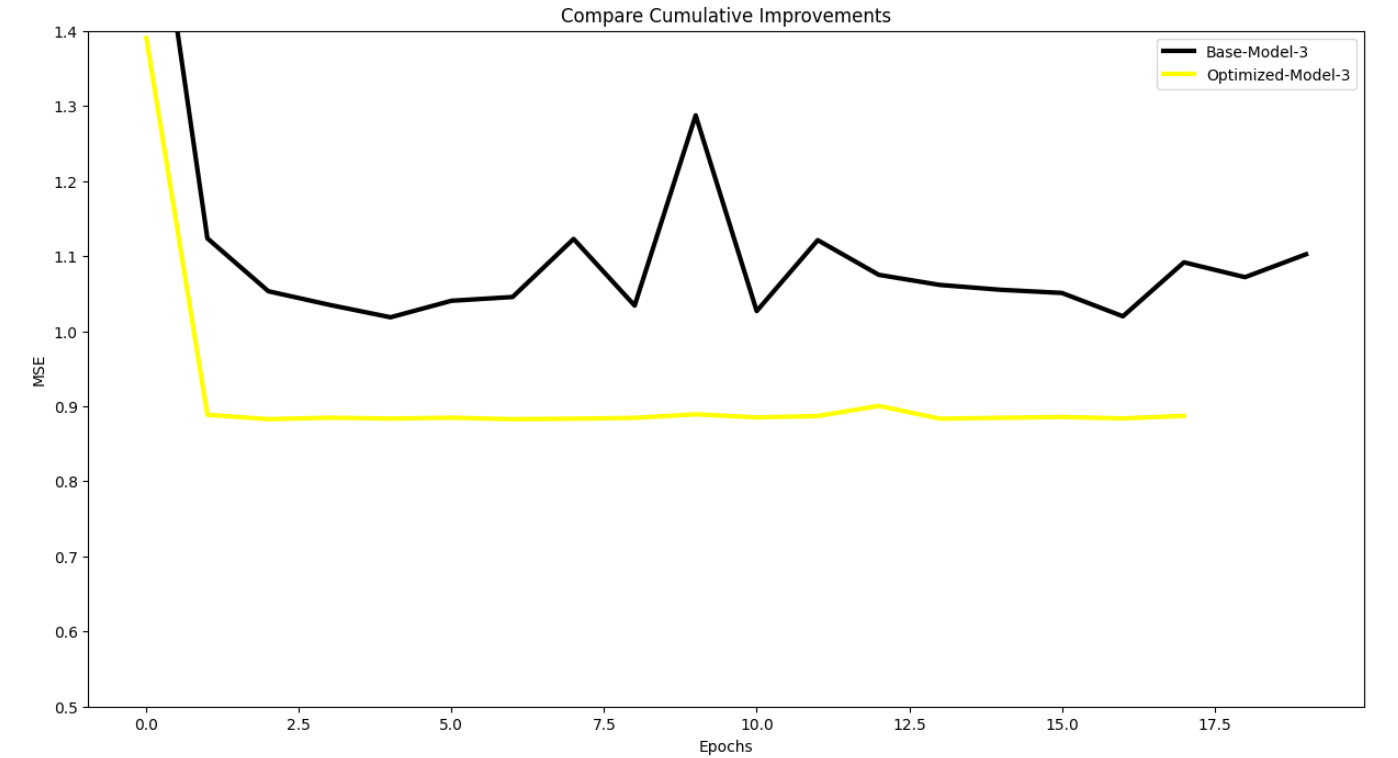 Compare Cumulative Improvements
Base-Model-3
Optimized-Model-3
1.4
1.3
1.2
1.1
1.0
0.9
0.8
0.7
0.6
0.5
MSE
0.0 2.5 5.0 7.5 10.0 12.5 15.0 17.5
Epochs